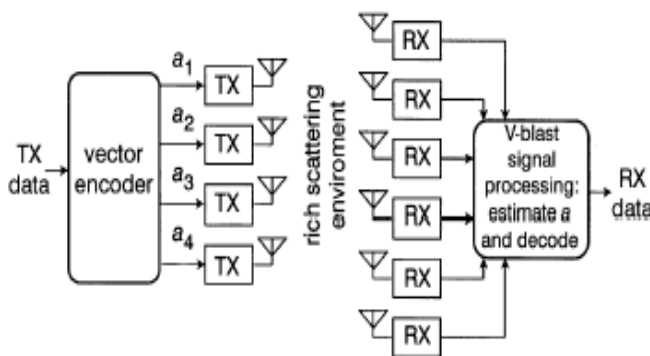 TX
data
vector
encoder
a1
TX
a2
TX
a3
TX
a4
TX
rich scattering
enviroment
RX
RX
RX
RX
RX
RX
V-blast
signal
processing:
estimate a
and decode
RX
data